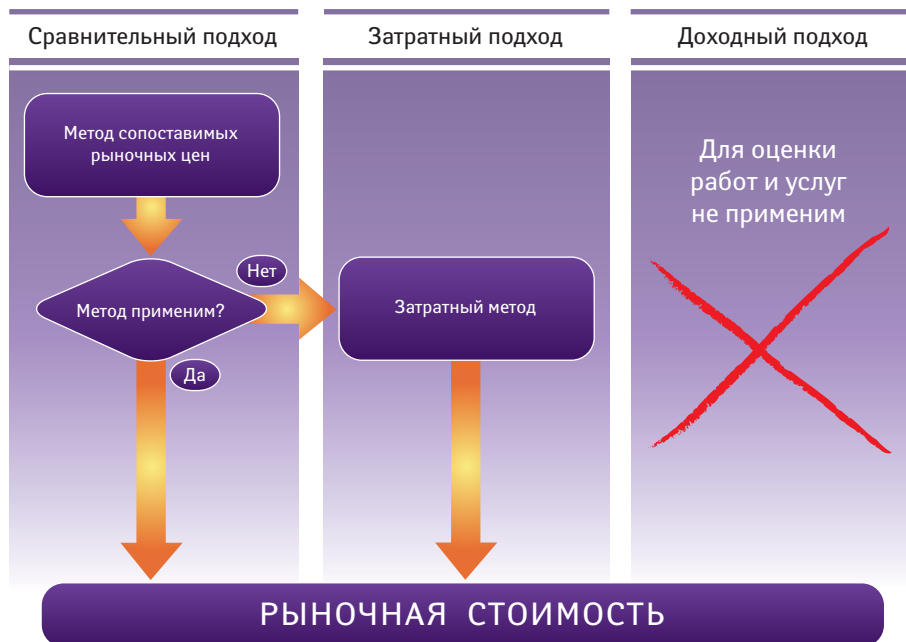 Сравнительный подход
Затратный подход
Доходный подход
Метод сопоставимых
рыночных цен
Для оценки
работ и услуг
не применим
Нет
Метод применим?
Затратный метод
Да
РЫНОЧНАЯ СТОИМОСТЬ